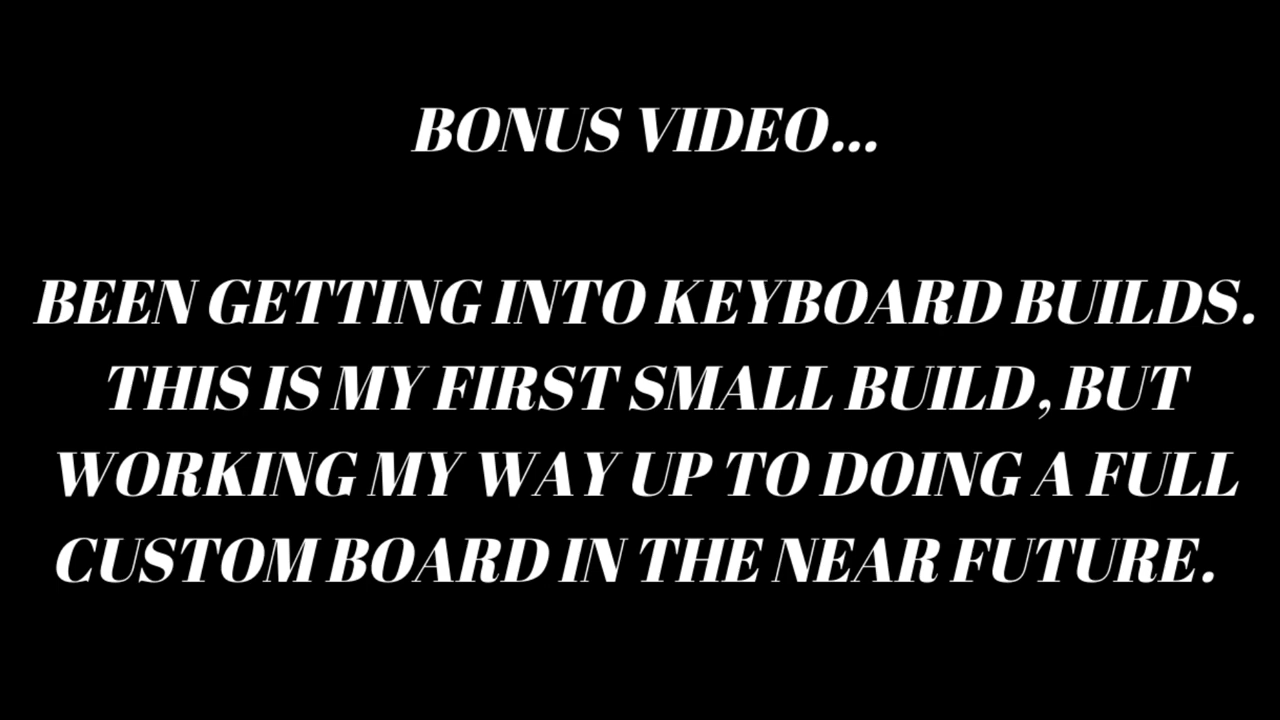 BONUS VIDEO...
BEEN GETTING INTO KEYBOARD BUILDS.
THIS IS MY FIRST SMALL BUILD, BUT
WORKING MY WAY UP TO DOING A FULL
CUSTOM BOARD IN THE NEAR FUTURE.